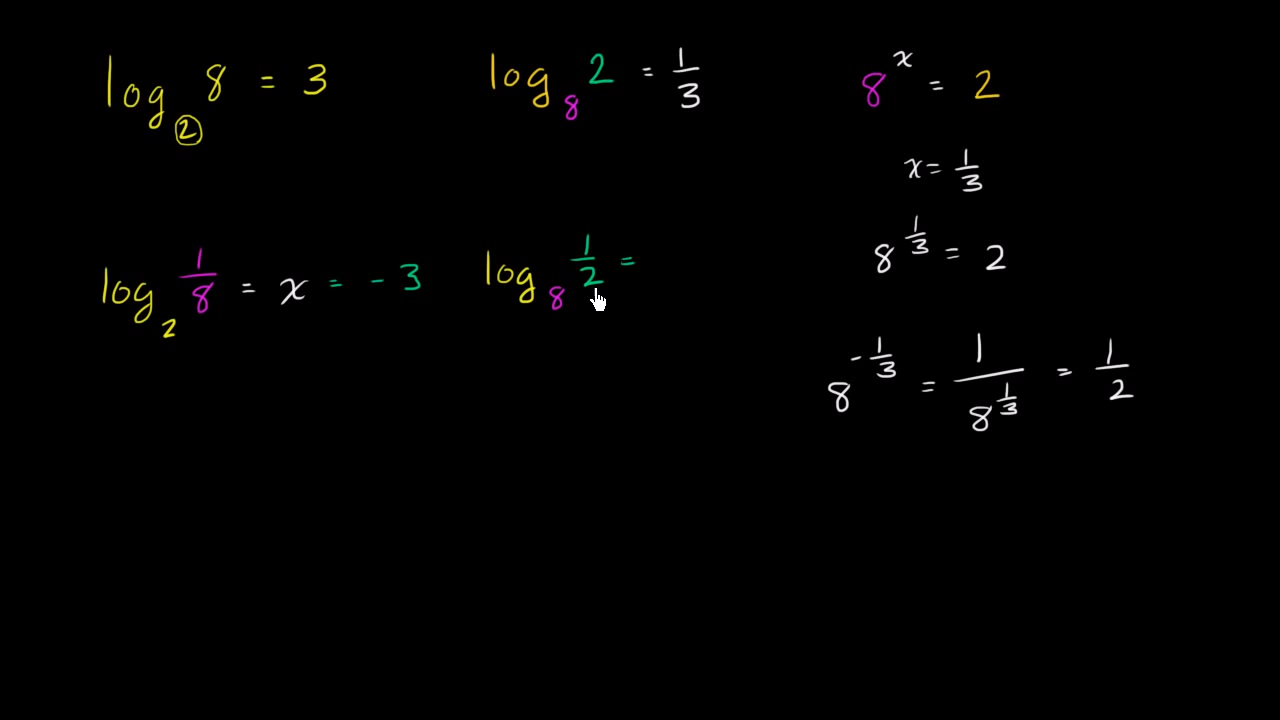 log₂ 8 = 3
log₈ 2 = 1/3
8ˣ = 2
x = 1/3
8^(1/3) = 2
log₂ 1/8 = x = -3
log₈ 1/2 =
8^(-1/3) = 1/8^(1/3) = 1/2